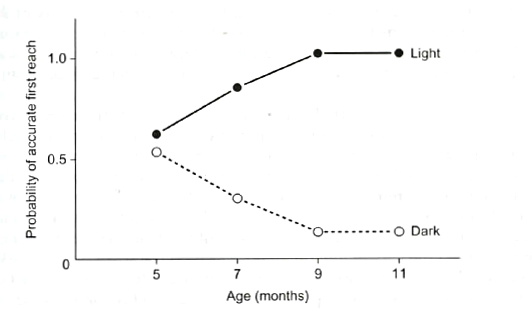 Probability of accurate first reach
1.0
0.5
0
Light
Dark
5 7 9 11
Age (months)